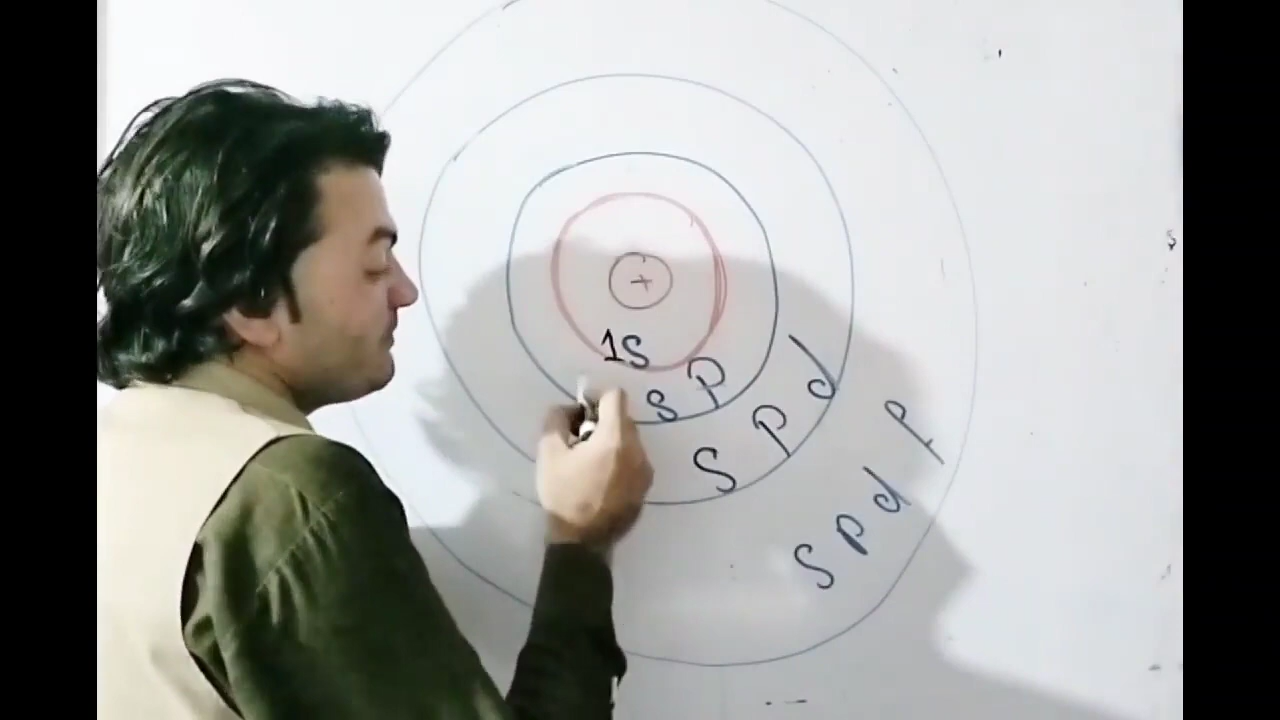 +
1s
s p
s p d
s p d f